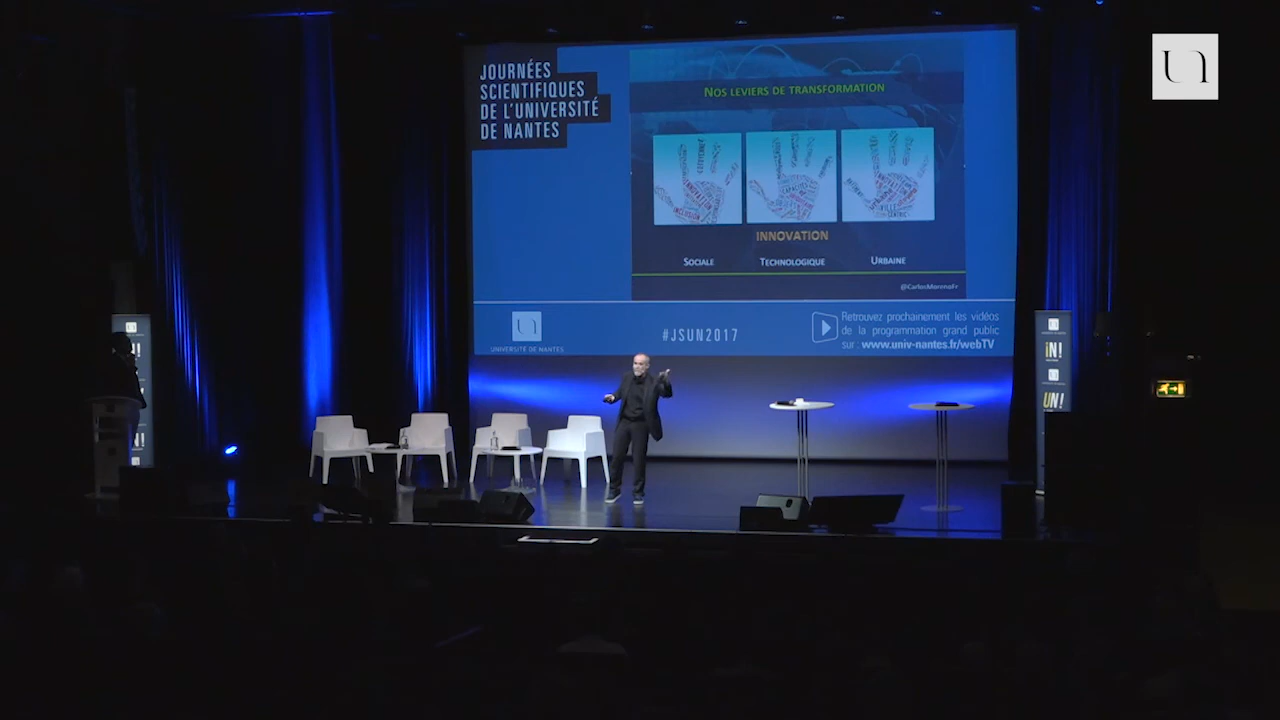 JOURNÉES
SCIENTIFIQUES
DE L'UNIVERSITÉ
DE NANTES
NOS LEVIERS DE TRANSFORMATION
INNOVATION
SOCIALE TECHNOLOGIQUE URBAINE
@CarlosMorenoFr
UNIVERSITÉ DE NANTES
#JSUN2017
Retrouvez prochainement les vidéos
de la programmation grand public
sur : www.univ-nantes.fr/webTV
iN!
UN!